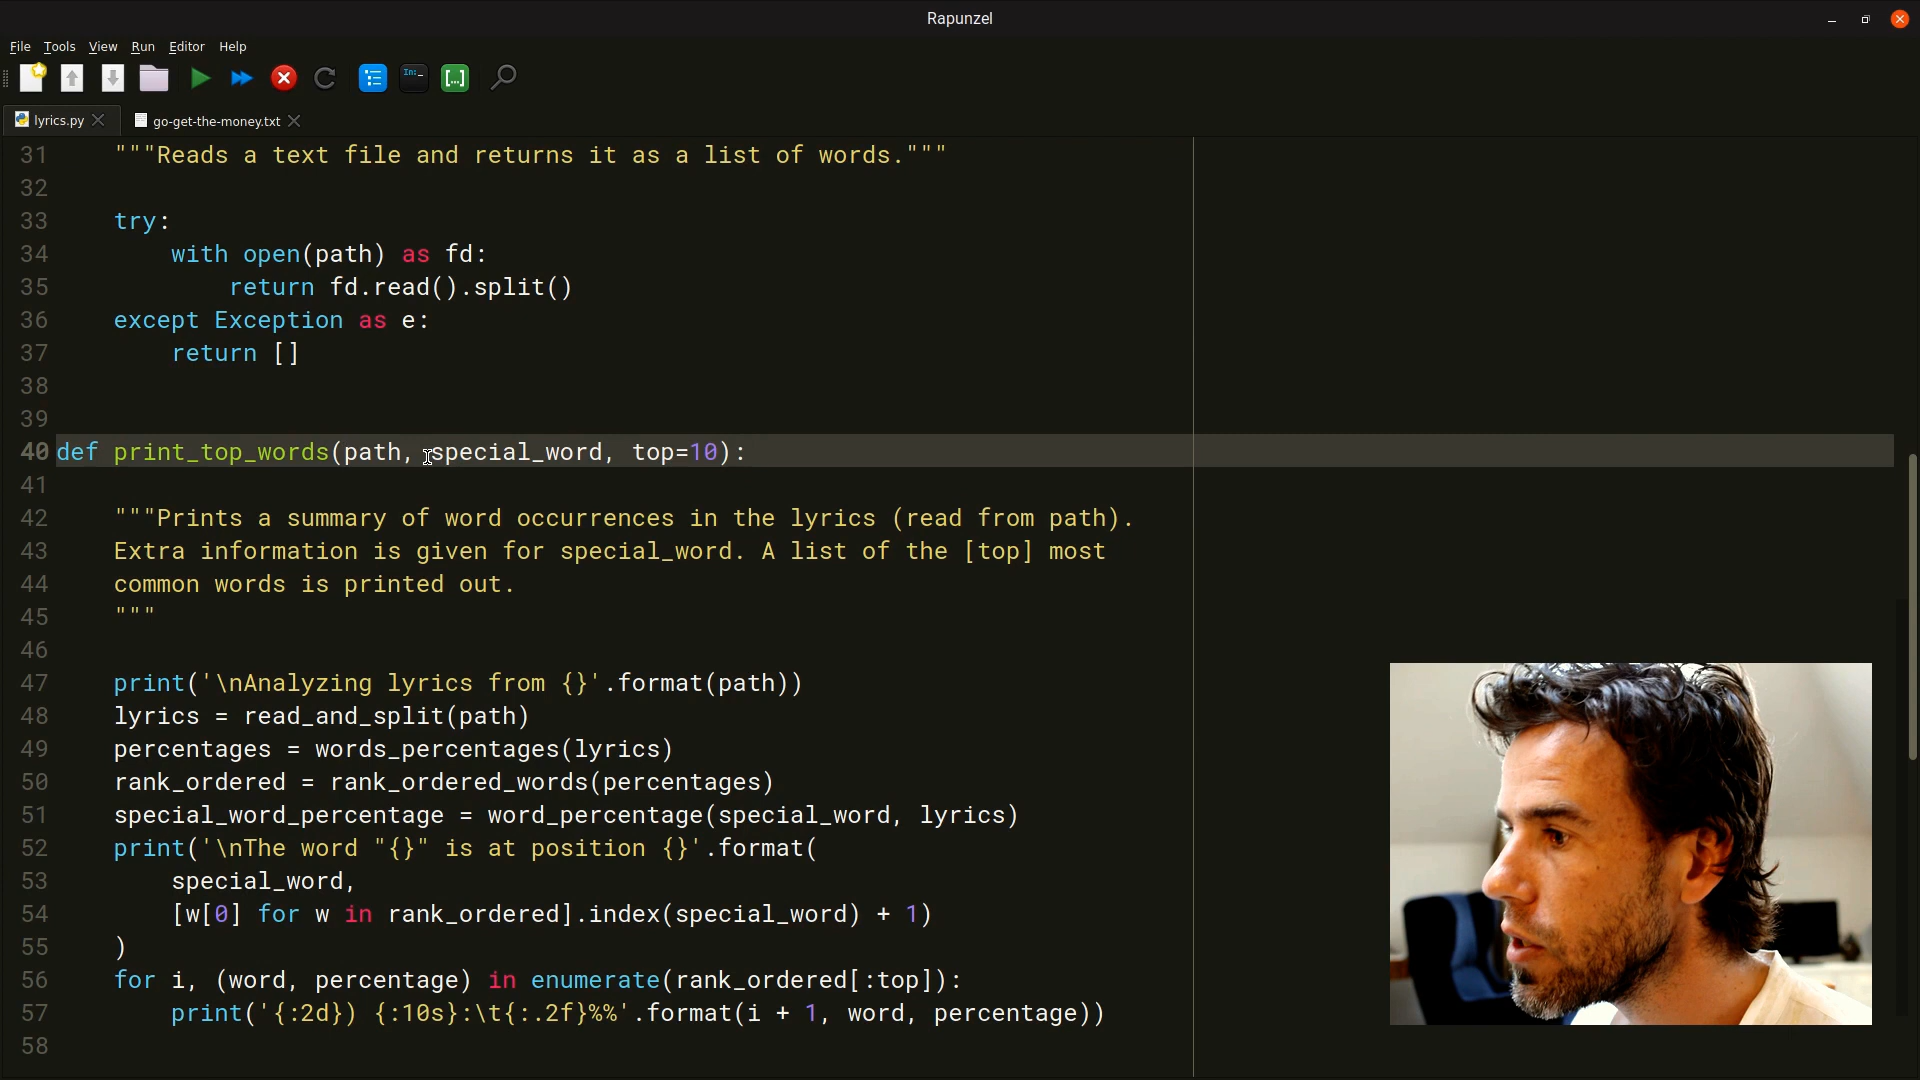 Rapunzel
File Tools View Run Editor Help
In:
[...]
lyrics.py
go-get-the-money.txt
31 """Reads a text file and returns it as a list of words."""
32
33 try:
34 with open(path) as fd:
35 return fd.read().split()
36 except Exception as e:
37 return []
38
39
40 def print_top_words(path, special_word, top=10):
41
42 """Prints a summary of word occurrences in the lyrics (read from path).
43 Extra information is given for special_word. A list of the [top] most
44 common words is printed out.
45 """
46
47 print('\nAnalyzing lyrics from {}'.format(path))
48 lyrics = read_and_split(path)
49 percentages = words_percentages(lyrics)
50 rank_ordered = rank_ordered_words(percentages)
51 special_word_percentage = word_percentage(special_word, lyrics)
52 print('\nThe word "{}" is at position {}'.format(
53 special_word,
54 [w[0] for w in rank_ordered].index(special_word) + 1)
55 )
56 for i, (word, percentage) in enumerate(rank_ordered[:top]):
57 print('{:2d}) {:10s}:\t{:.2f}%%'.format(i + 1, word, percentage))
58